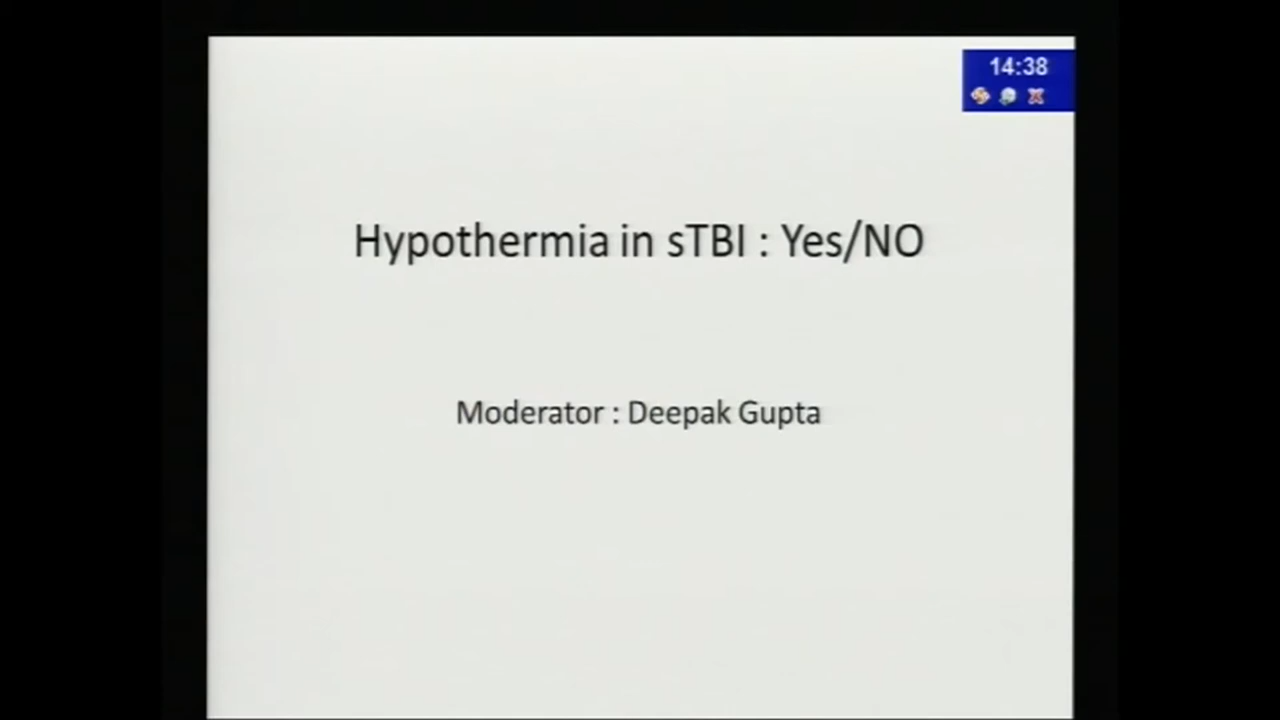 14:38
Hypothermia in sTBI : Yes/NO
Moderator : Deepak Gupta